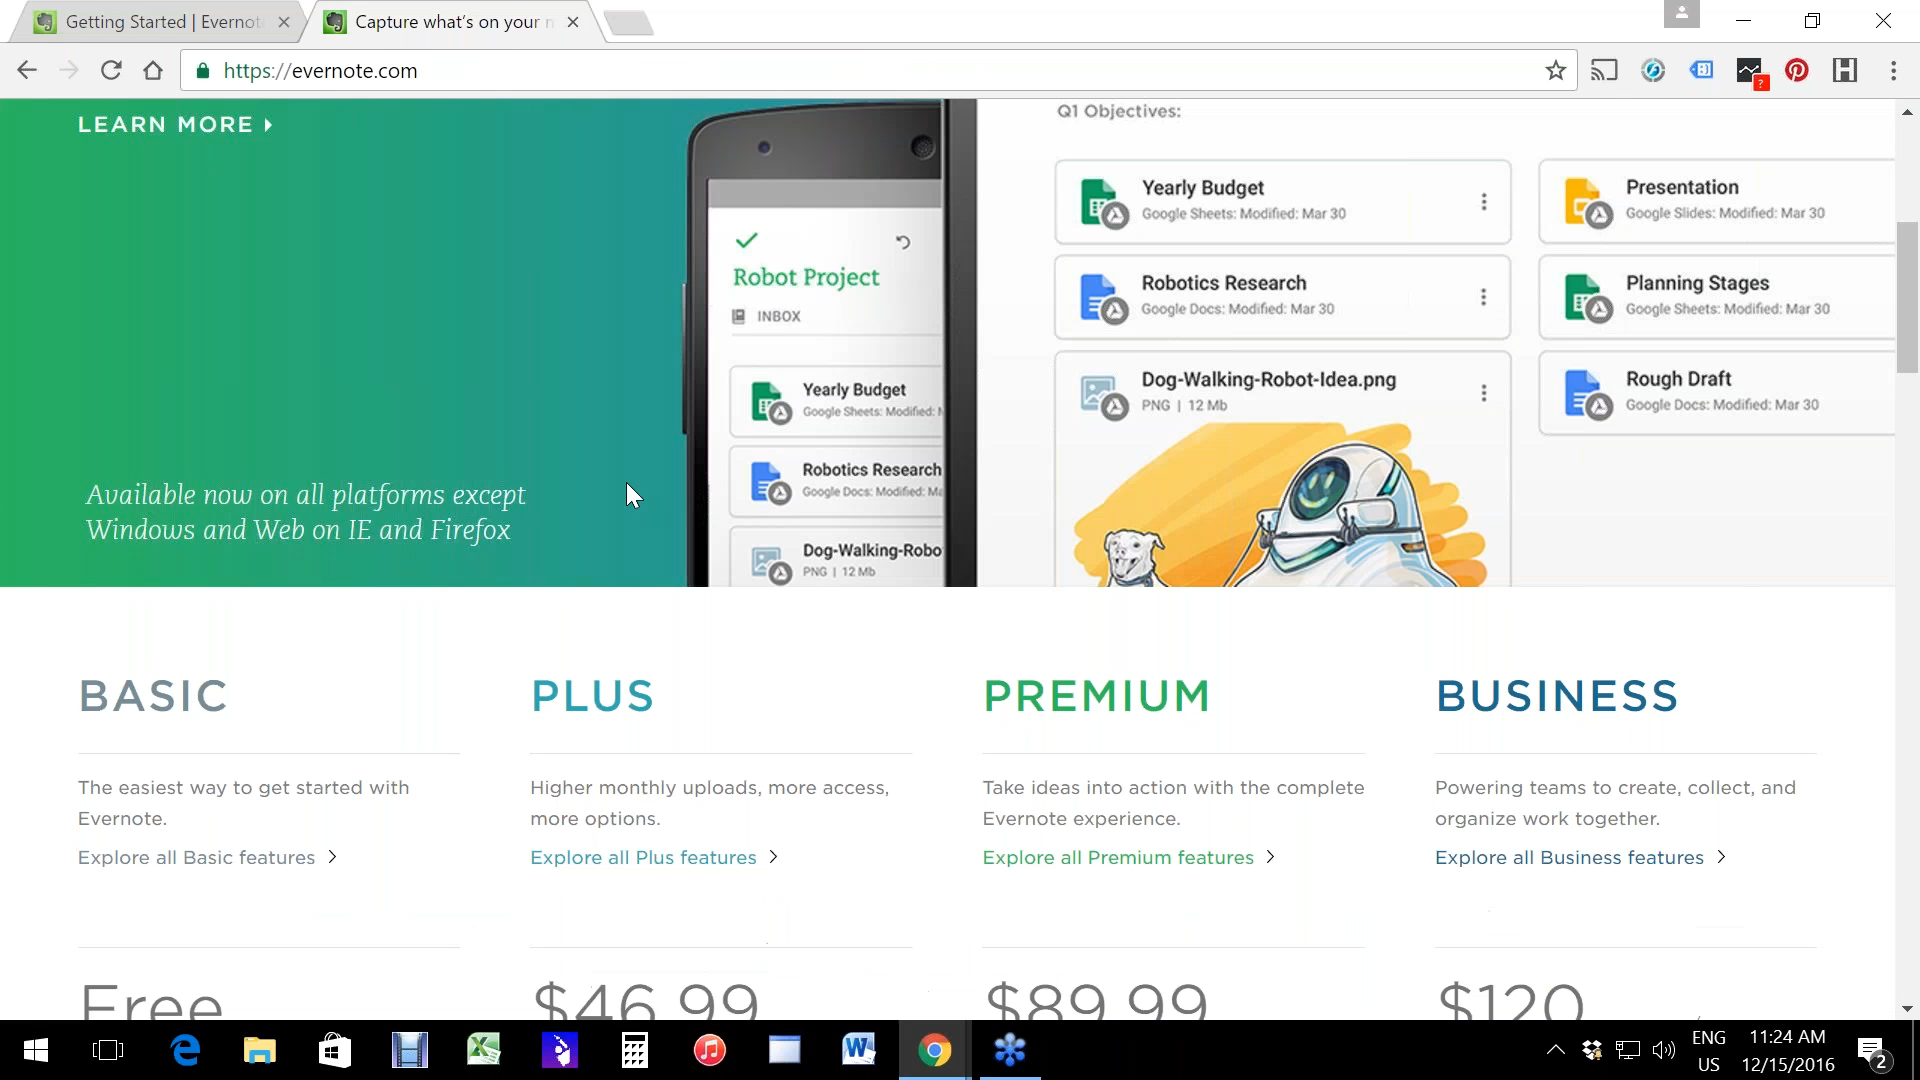 Getting Started | Evernot
Capture what's on your m
https://evernote.com
LEARN MORE
Available now on all platforms except
Windows and Web on IE and Firefox
Robot Project
INBOX
Yearly Budget
Google Sheets: Modified: M
Robotics Research
Google Docs: Modified: Ma
Dog-Walking-Robo
PNG | 12 Mb
Q1 Objectives:
Yearly Budget
Google Sheets: Modified: Mar 30
Presentation
Google Slides: Modified: Mar 30
Robotics Research
Google Docs: Modified: Mar 30
Planning Stages
Google Sheets: Modified: Mar 30
Dog-Walking-Robot-Idea.png
PNG | 12 Mb
Rough Draft
Google Docs: Modified: Mar 30
BASIC
The easiest way to get started with
Evernote.
Explore all Basic features
Free
PLUS
Higher monthly uploads, more access,
more options.
Explore all Plus features
$46.99
PREMIUM
Take ideas into action with the complete
Evernote experience.
Explore all Premium features
$89.99
BUSINESS
Powering teams to create, collect, and
organize work together.
Explore all Business features
$120
ENG
US
11:24 AM
12/15/2016
2